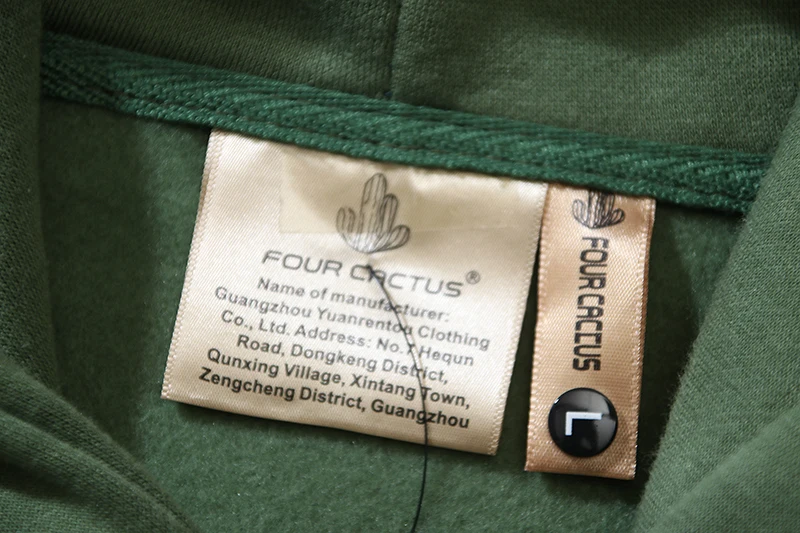 FOUR CACTUS®
Name of manufacturer:
Guangzhou Yuanrentou Clothing
Co., Ltd. Address: No.7 Hequn
Road, Dongkeng District,
Qunxing Village, Xintang Town,
Zengcheng District, Guangzhou
FOUR CACTUS
L